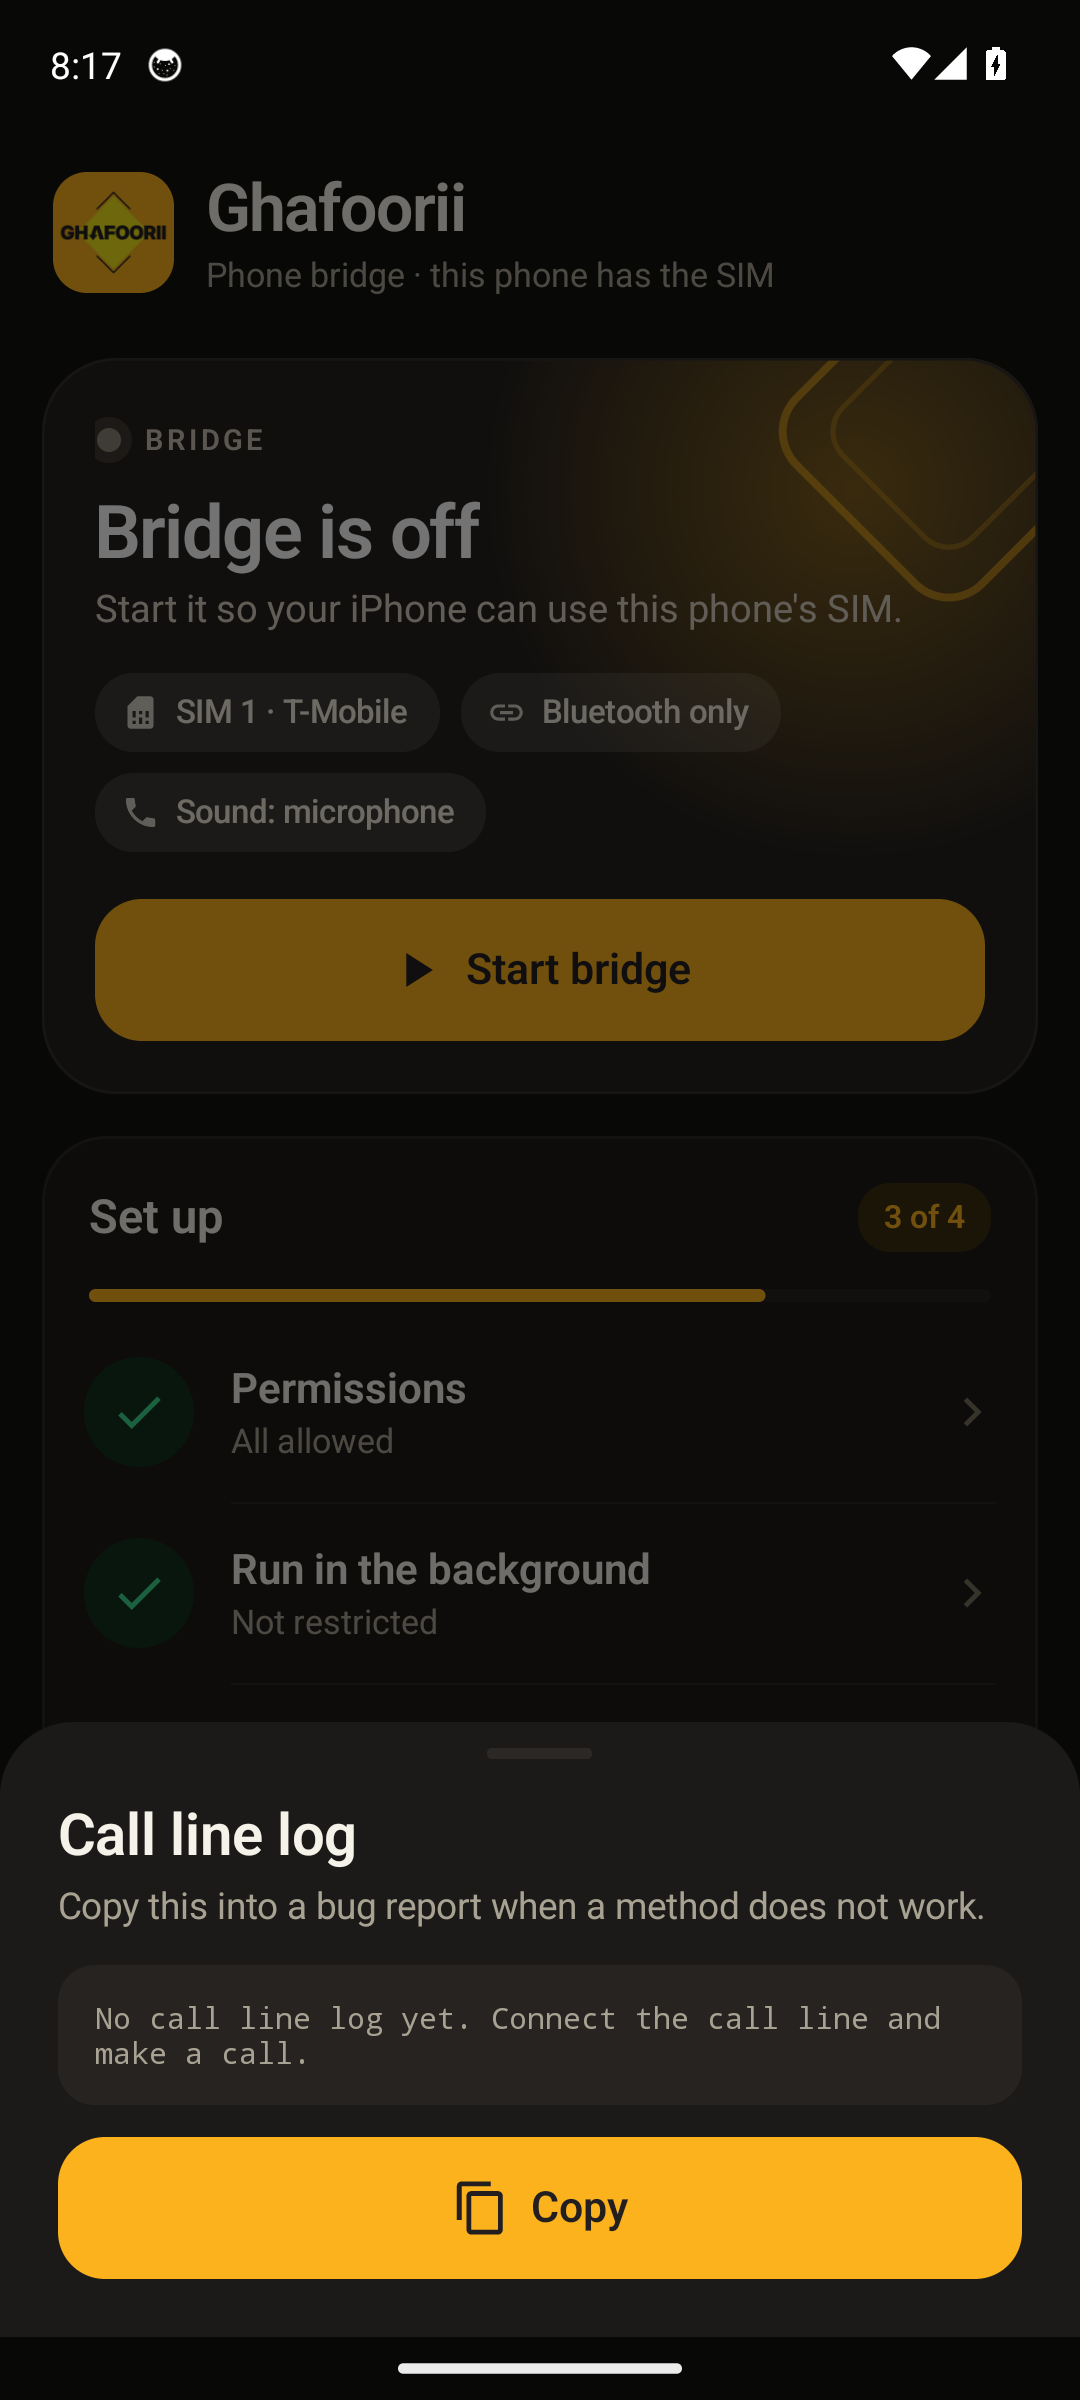 8:17
GHAFOORII
Ghafoorii
Phone bridge · this phone has the SIM
BRIDGE
Bridge is off
Start it so your iPhone can use this phone's SIM.
SIM 1 · T-Mobile
Bluetooth only
Sound: microphone
Start bridge
Set up
3 of 4
Permissions
All allowed
Run in the background
Not restricted
Call line log
Copy this into a bug report when a method does not work.
No call line log yet. Connect the call line and
make a call.
Copy